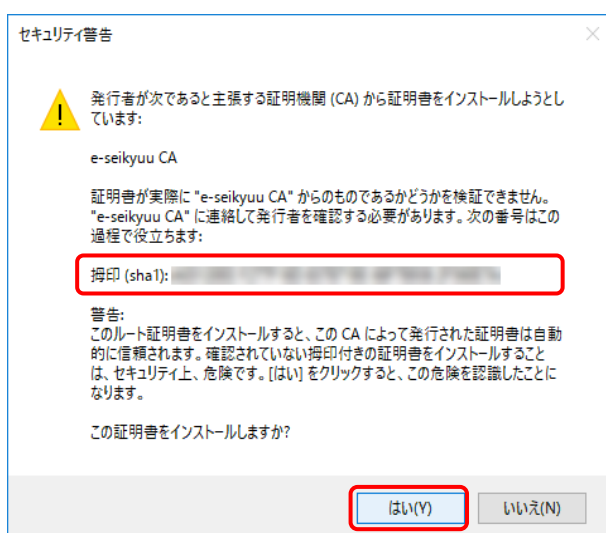 セキュリティ警告
発行者が次であると主張する証明機関 (CA) から証明書をインストールしようとし
ています:
e-seikyuu CA
証明書が実際に "e-seikyuu CA" からのものであるかどうかを検証できません。
"e-seikyuu CA" に連絡して発行者を確認する必要があります。次の番号はこの
過程で役立ちます:
拇印 (sha1):
警告:
このルート証明書をインストールすると、この CA によって発行された証明書は自動
的に信頼されます。確認されていない拇印付きの証明書をインストールすること
は、セキュリティ上、危険です。[はい] をクリックすると、この危険を認識したことに
なります。
この証明書をインストールしますか?
はい(Y)
いいえ(N)